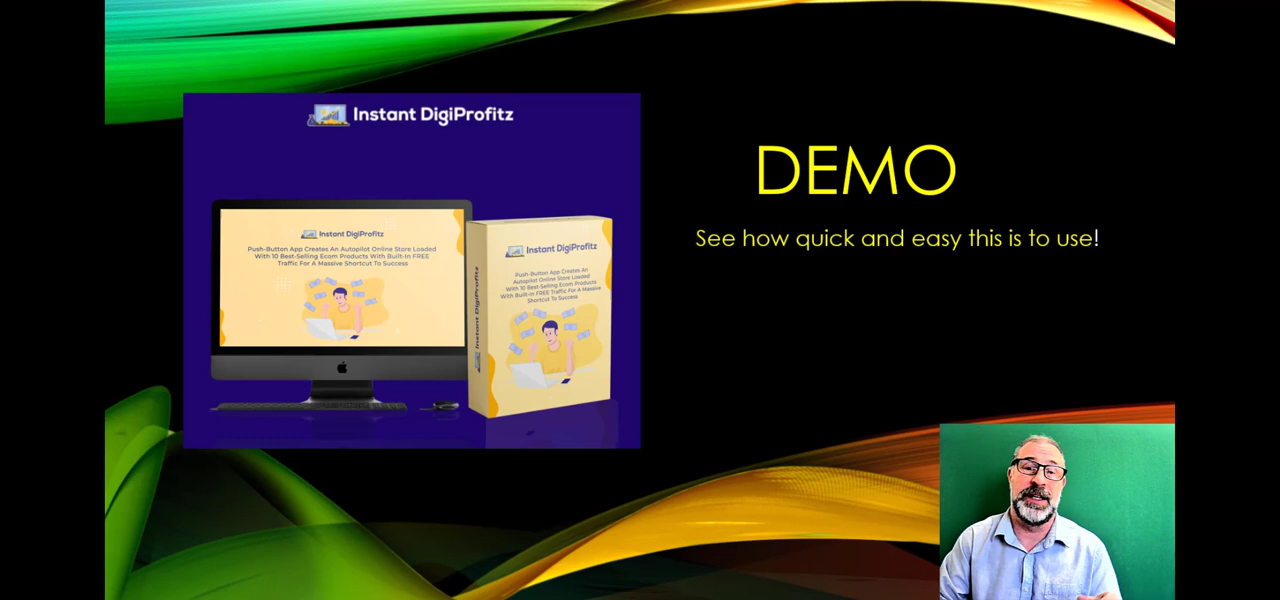 Instant DigiProfitz
Instant DigiProfitz
Push-Button App Creates An Autopilot Online Store Loaded
With 10 Best-Selling Ecom Products With Built-In FREE
Traffic For A Massive Shortcut To Success
Instant DigiProfitz
Instant DigiProfitz
Push-Button App Creates An
Autopilot Online Store Loaded
With 10 Best-Selling Ecom Products
With Built-In FREE Traffic For A Massive
Shortcut To Success
DEMO
See how quick and easy this is to use!